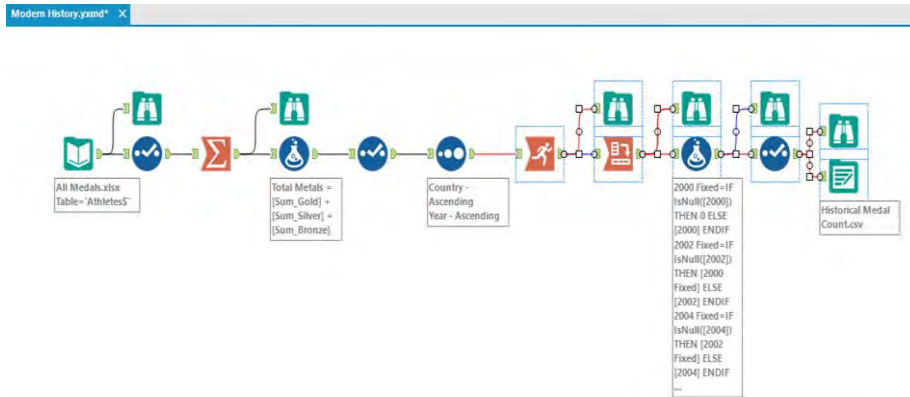 Modern History.yxmd*
All Medals.xlsx
Table=`Athletes$`
Total Metals =
[Sum_Gold] +
[Sum_Silver] +
[Sum_Bronze]
Country -
Ascending
Year - Ascending
2000 Fixed=IF
IsNull([2000])
THEN 0 ELSE
[2000] ENDIF
2002 Fixed=IF
IsNull([2002])
THEN [2000
Fixed] ELSE
[2002] ENDIF
2004 Fixed=IF
IsNull([2004])
THEN [2002
Fixed] ELSE
[2004] ENDIF
...
Historical Medal
Count.csv